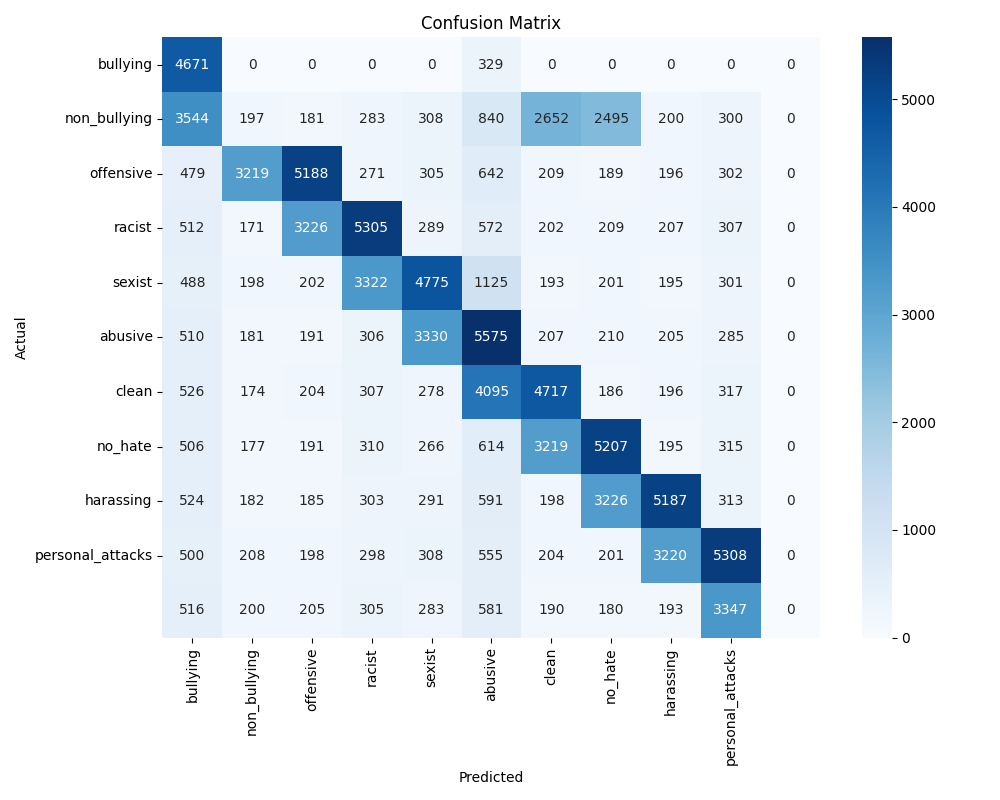 Confusion Matrix
bullying 4671 0 0 0 0 329 0 0 0 0 0
non_bullying 3544 197 181 283 308 840 2652 2495 200 300 0
offensive 479 3219 5188 271 305 642 209 189 196 302 0
racist 512 171 3226 5305 289 572 202 209 207 307 0
sexist 488 198 202 3322 4775 1125 193 201 195 301 0
abusive 510 181 191 306 3330 5575 207 210 205 285 0
clean 526 174 204 307 278 4095 4717 186 196 317 0
no_hate 506 177 191 310 266 614 3219 5207 195 315 0
harassing 524 182 185 303 291 591 198 3226 5187 313 0
personal_attacks 500 208 198 298 308 555 204 201 3220 5308 0
516 200 205 305 283 581 190 180 193 3347 0
bullying non_bullying offensive racist sexist abusive clean no_hate harassing personal_attacks
Predicted
Actual
5000
4000
3000
2000
1000
0